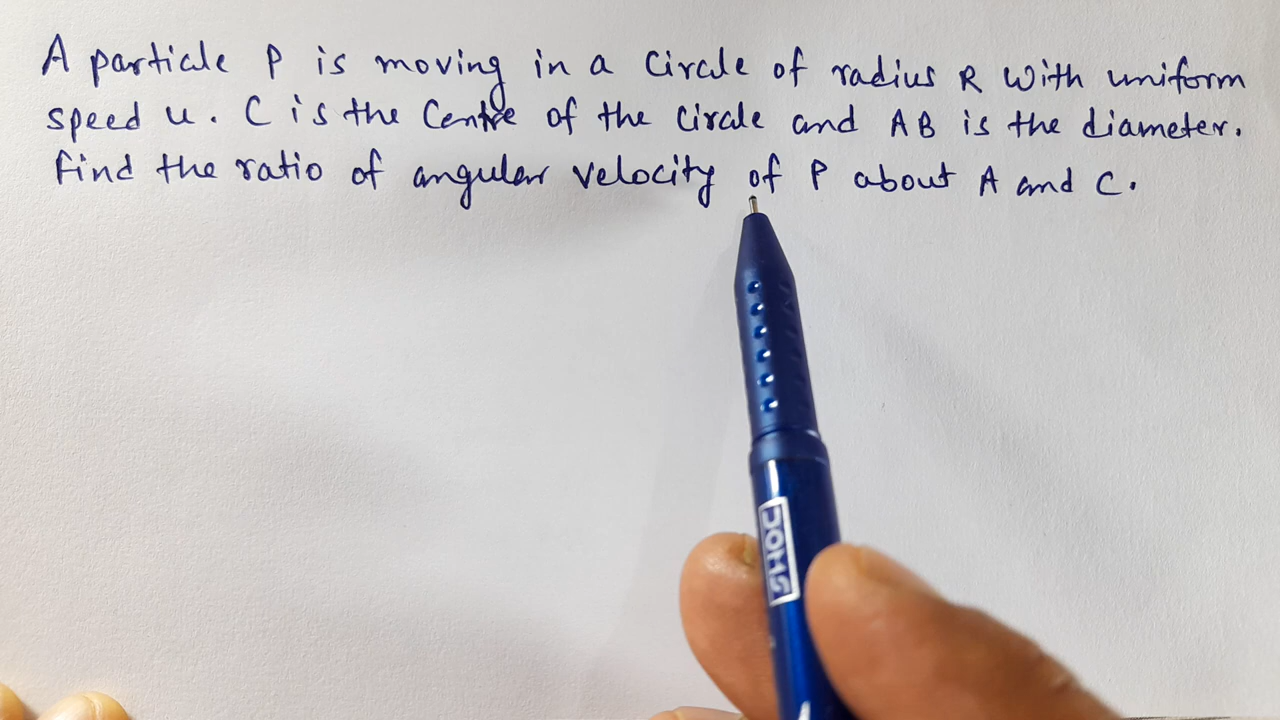 A particle P is moving in a circle of radius R with uniform
speed u. C is the Centre of the circle and AB is the diameter.
Find the ratio of angular velocity of P about A and C.
SHOC